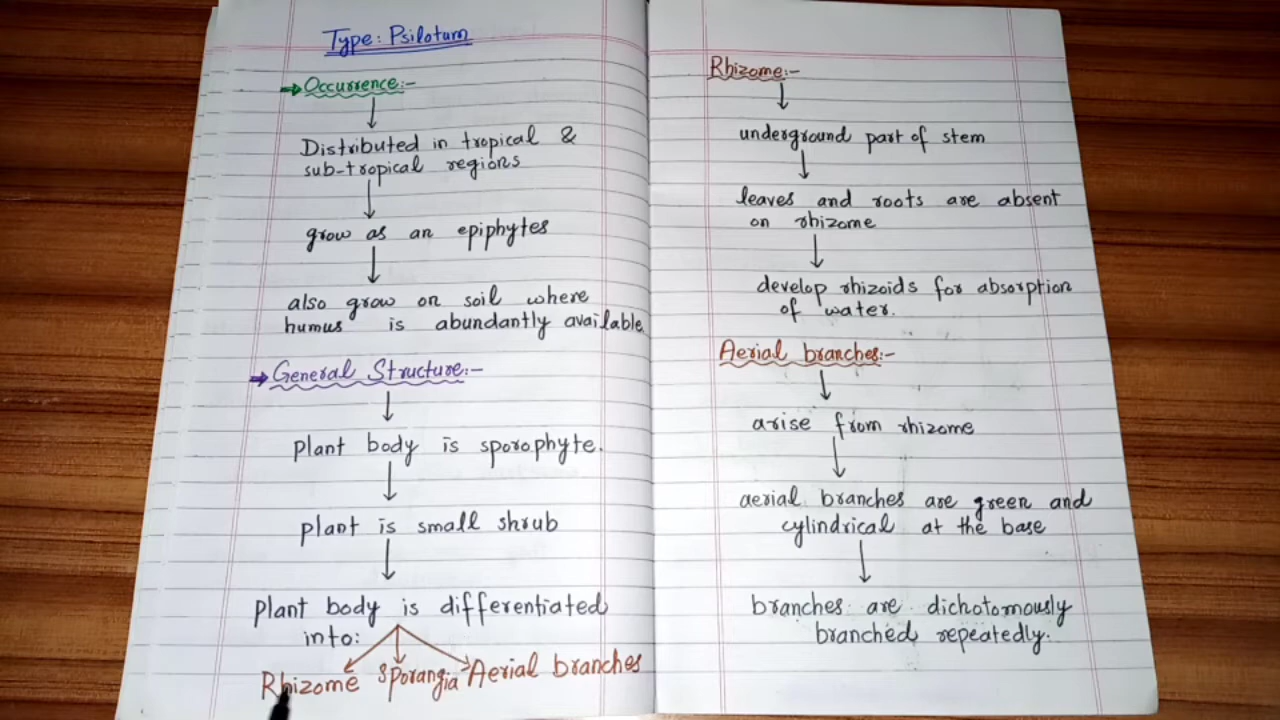 Type: Psilotum
Occurrence:-
Distributed in tropical &
sub-tropical regions
grow as an epiphytes
also grow on soil where
humus is abundantly available.
General Structure:-
plant body is sporophyte.
plant is small shrub
plant body is differentiated
into:
Rhizome Sporangia Aerial branches
Rhizome:-
underground part of stem
leaves and roots are absent
on rhizome
develop rhizoids for absorption
of water.
Aerial branches:-
arise from rhizome
aerial branches are green and
cylindrical at the base
branches are dichotomously
branched repeatedly.